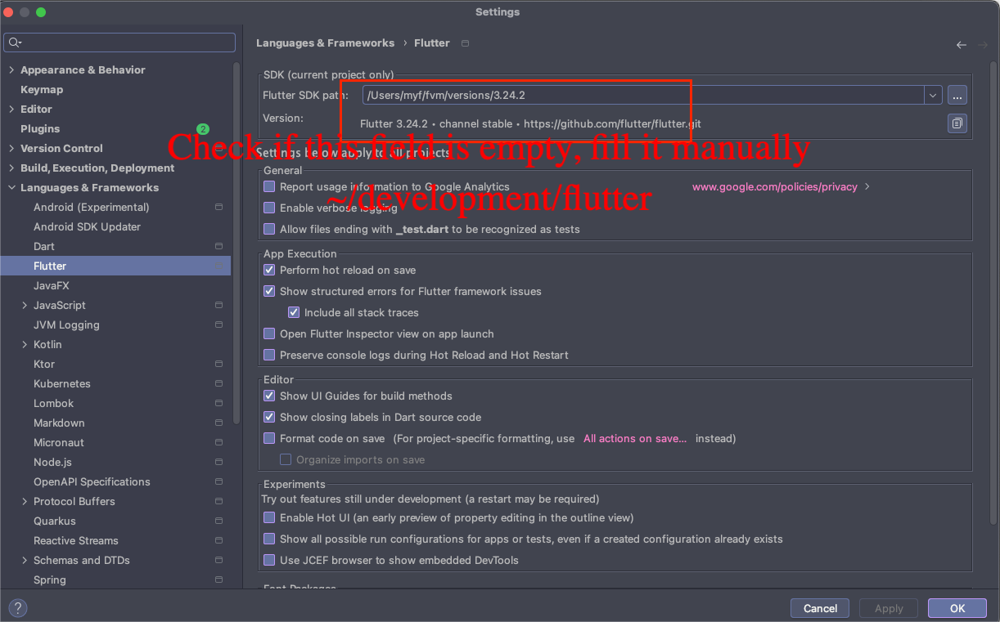 Settings
Languages & Frameworks › Flutter
Appearance & Behavior
Keymap
Editor
Plugins 2
Version Control
Build, Execution, Deployment
Languages & Frameworks
Android (Experimental)
Android SDK Updater
Dart
Flutter
JavaFX
JavaScript
JVM Logging
Kotlin
Ktor
Kubernetes
Lombok
Markdown
Micronaut
Node.js
OpenAPI Specifications
Protocol Buffers
Quarkus
Reactive Streams
Schemas and DTDs
Spring
SDK (current project only)
Flutter SDK path: /Users/myf/fvm/versions/3.24.2 ...
Version: Flutter 3.24.2 • channel stable • https://github.com/flutter/flutter.git
Check if this field is empty, fill it manually
~/development/flutter
Settings below apply to all projects
General
Report usage information to Google Analytics www.google.com/policies/privacy
Enable verbose logging
Allow files ending with _test.dart to be recognized as tests
App Execution
Perform hot reload on save
Show structured errors for Flutter framework issues
Include all stack traces
Open Flutter Inspector view on app launch
Preserve console logs during Hot Reload and Hot Restart
Editor
Show UI Guides for build methods
Show closing labels in Dart source code
Format code on save (For project-specific formatting, use All actions on save... instead)
Organize imports on save
Experiments
Try out features still under development (a restart may be required)
Enable Hot UI (an early preview of property editing in the outline view)
Show all possible run configurations for apps or tests, even if a created configuration already exists
Use JCEF browser to show embedded DevTools
Font Packages
? Cancel Apply OK